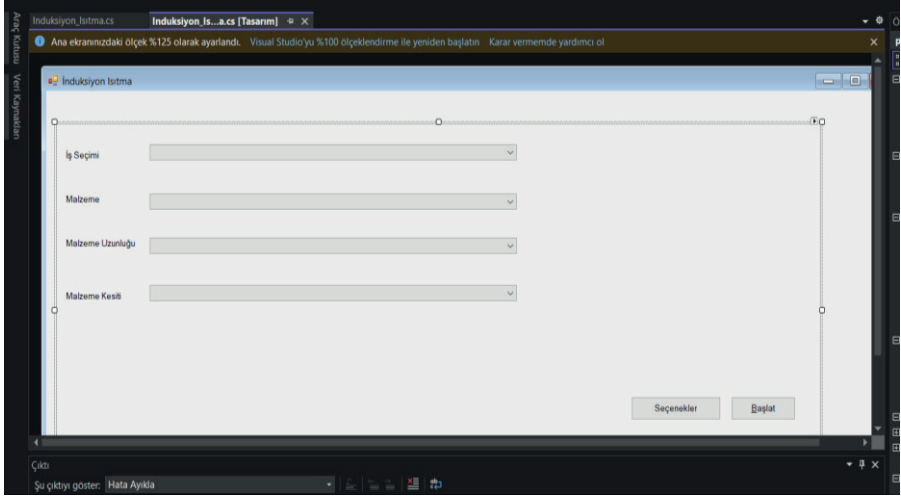 Araç Kutusu
Veri Kaynakları
Induksiyon_Isıtma.cs
Induksiyon_Is...a.cs [Tasarım]
Ana ekranınızdaki ölçek %125 olarak ayarlandı. Visual Studio'yu %100 ölçeklendirme ile yeniden başlatın Karar vermemde yardımcı ol
İnduksiyon Isıtma
İş Seçimi
Malzeme
Malzeme Uzunluğu
Malzeme Kesiti
Seçenekler
Başlat
Çıktı
Şu çıktıyı göster: Hata Ayıkla